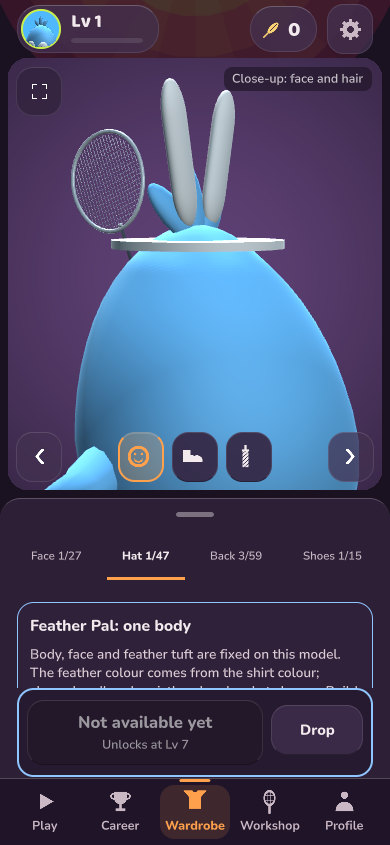 Lv 1
0
Close-up: face and hair
Face 1/27
Hat 1/47
Back 3/59
Shoes 1/15
Feather Pal: one body
Body, face and feather tuft are fixed on this model.
The feather colour comes from the shirt colour;
Not available yet
Unlocks at Lv 7
Drop
Play
Career
Wardrobe
Workshop
Profile